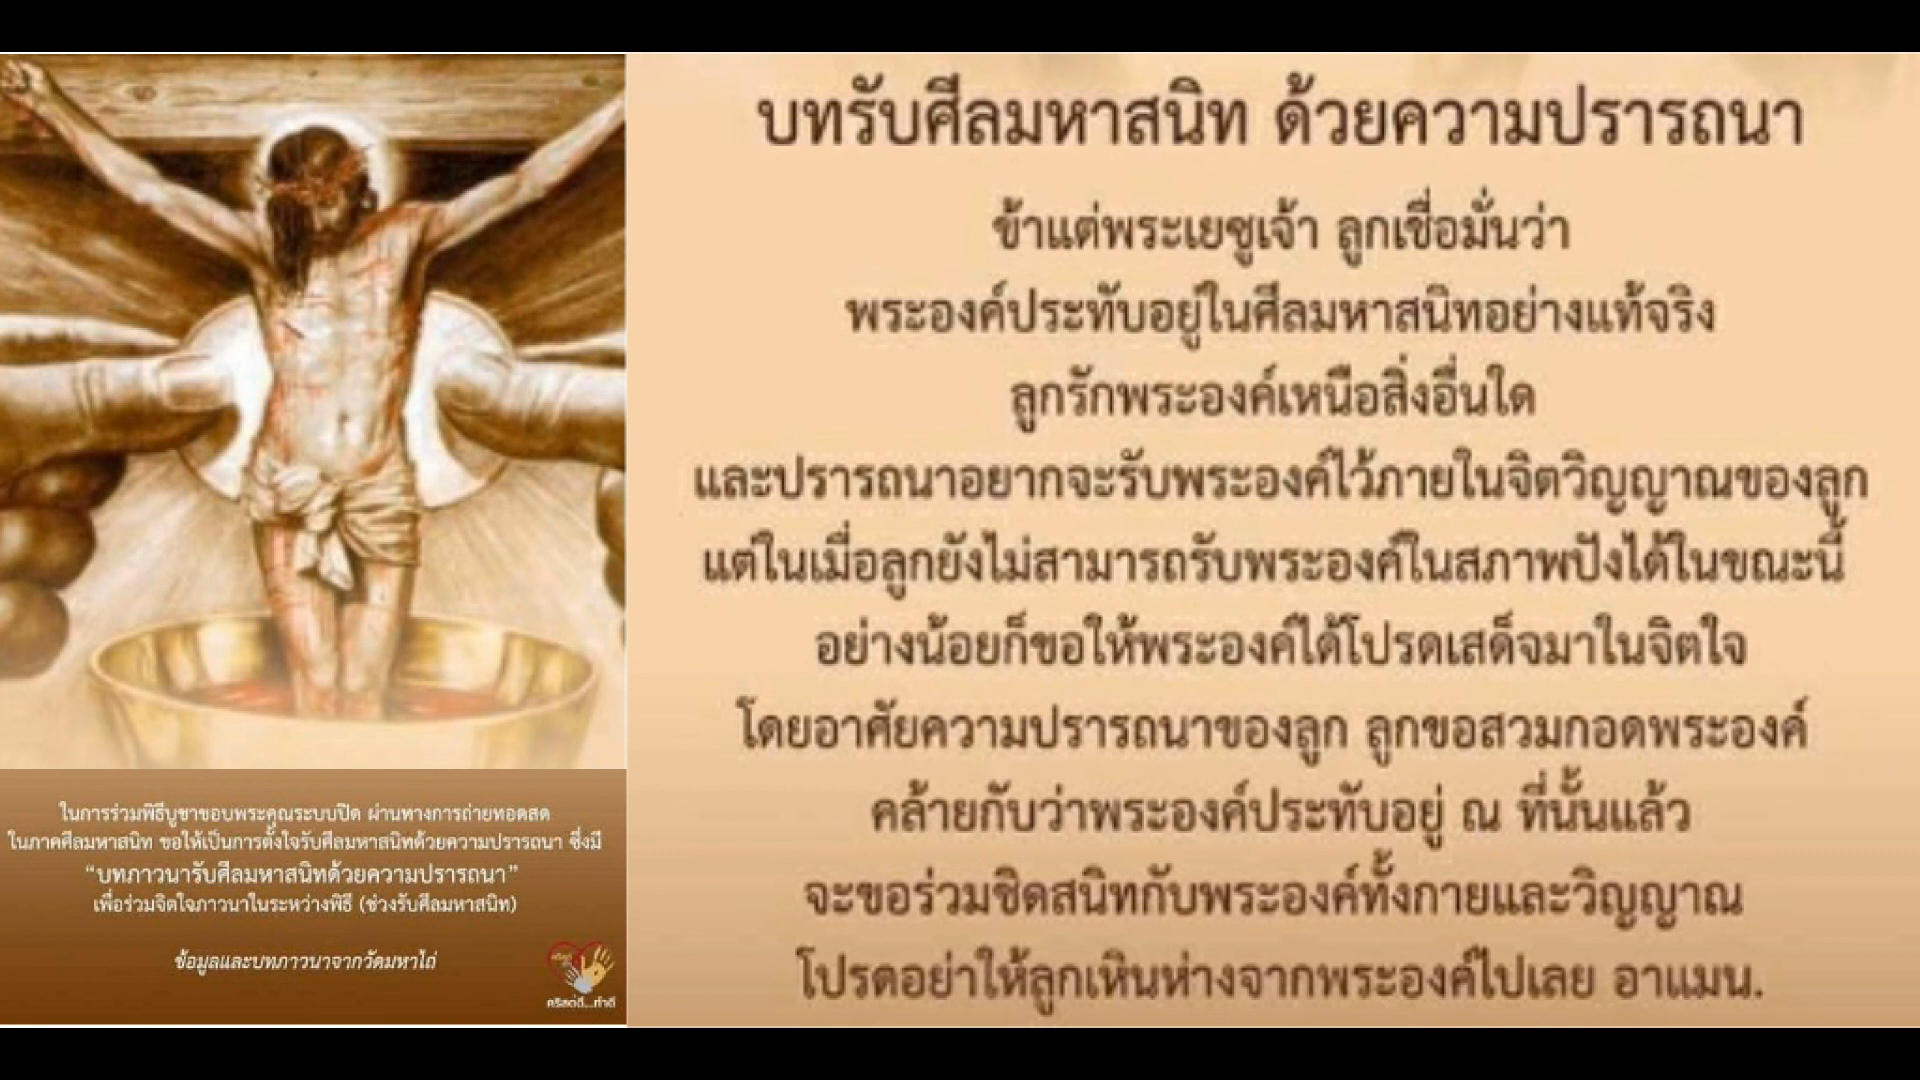 บทรับศีลมหาสนิท ด้วยความปรารถนา
ข้าแต่พระเยซูเจ้า ลูกเชื่อมั่นว่า
พระองค์ประทับอยู่ในศีลมหาสนิทอย่างแท้จริง
ลูกรักพระองค์เหนือสิ่งอื่นใด
และปรารถนาอยากจะรับพระองค์ไว้ภายในจิตวิญญาณของลูก
แต่ในเมื่อลูกยังไม่สามารถรับพระองค์ในสภาพปังได้ในขณะนี้
อย่างน้อยก็ขอให้พระองค์ได้โปรดเสด็จมาในจิตใจ
โดยอาศัยความปรารถนาของลูก ลูกขอสวมกอดพระองค์
คล้ายกับว่าพระองค์ประทับอยู่ ณ ที่นั้นแล้ว
จะขอร่วมชิดสนิทกับพระองค์ทั้งกายและวิญญาณ
โปรดอย่าให้ลูกเหินห่างจากพระองค์ไปเลย อาแมน.
ในการร่วมพิธีบูชาขอบพระคุณระบบปิด ผ่านทางการถ่ายทอดสด
ในภาคศีลมหาสนิท ขอให้เป็นการตั้งใจรับศีลมหาสนิทด้วยความปรารถนา ซึ่งมี
“บทภาวนารับศีลมหาสนิทด้วยความปรารถนา”
เพื่อร่วมจิตใจภาวนาในระหว่างพิธี (ช่วงรับศีลมหาสนิท)
ข้อมูลและบทภาวนาจากวัดมหาไถ่
คริสต์ดี...ทำดี